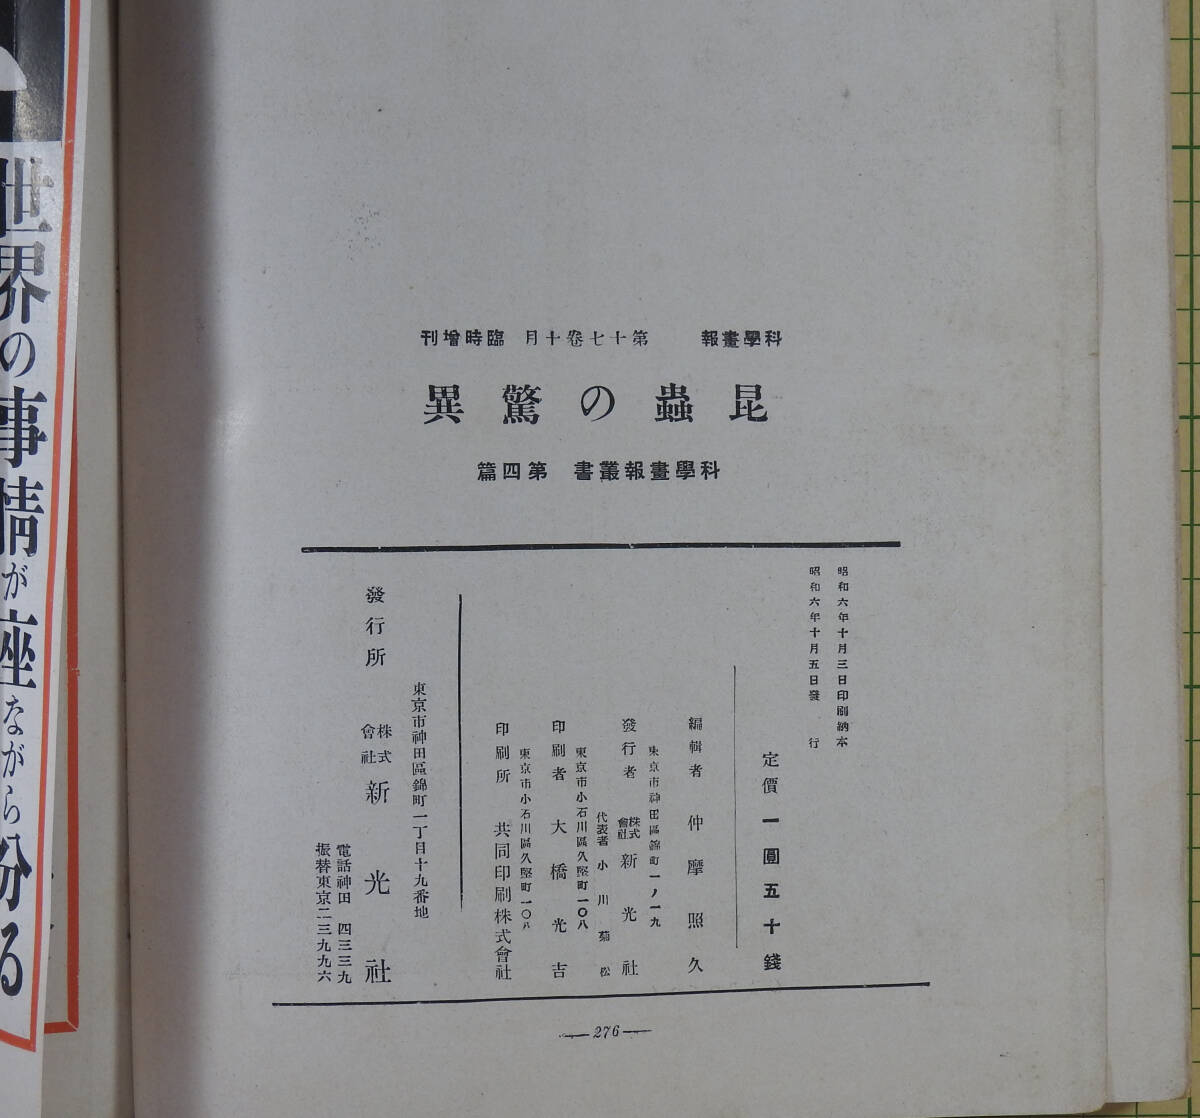 科學畫報 第十七卷十月 臨時增刊
昆蟲の驚異
科學畫報叢書 第四篇
昭和六年十月三日印刷納本
昭和六年十月五日發行
定價一圓五十錢
編輯者 仲摩照久
東京市神田區錦町一ノ一九
發行者 株式會社 新光社
代表者 小川菊松
東京市小石川區久堅町一〇八
印刷者 大橋光吉
東京市小石川區久堅町一〇八
印刷所 共同印刷株式會社
東京市神田區錦町一丁目十九番地
發行所 株式會社 新光社
電話神田 四三三九
振替東京二三九九六
276
世界の事情が座ながら判る